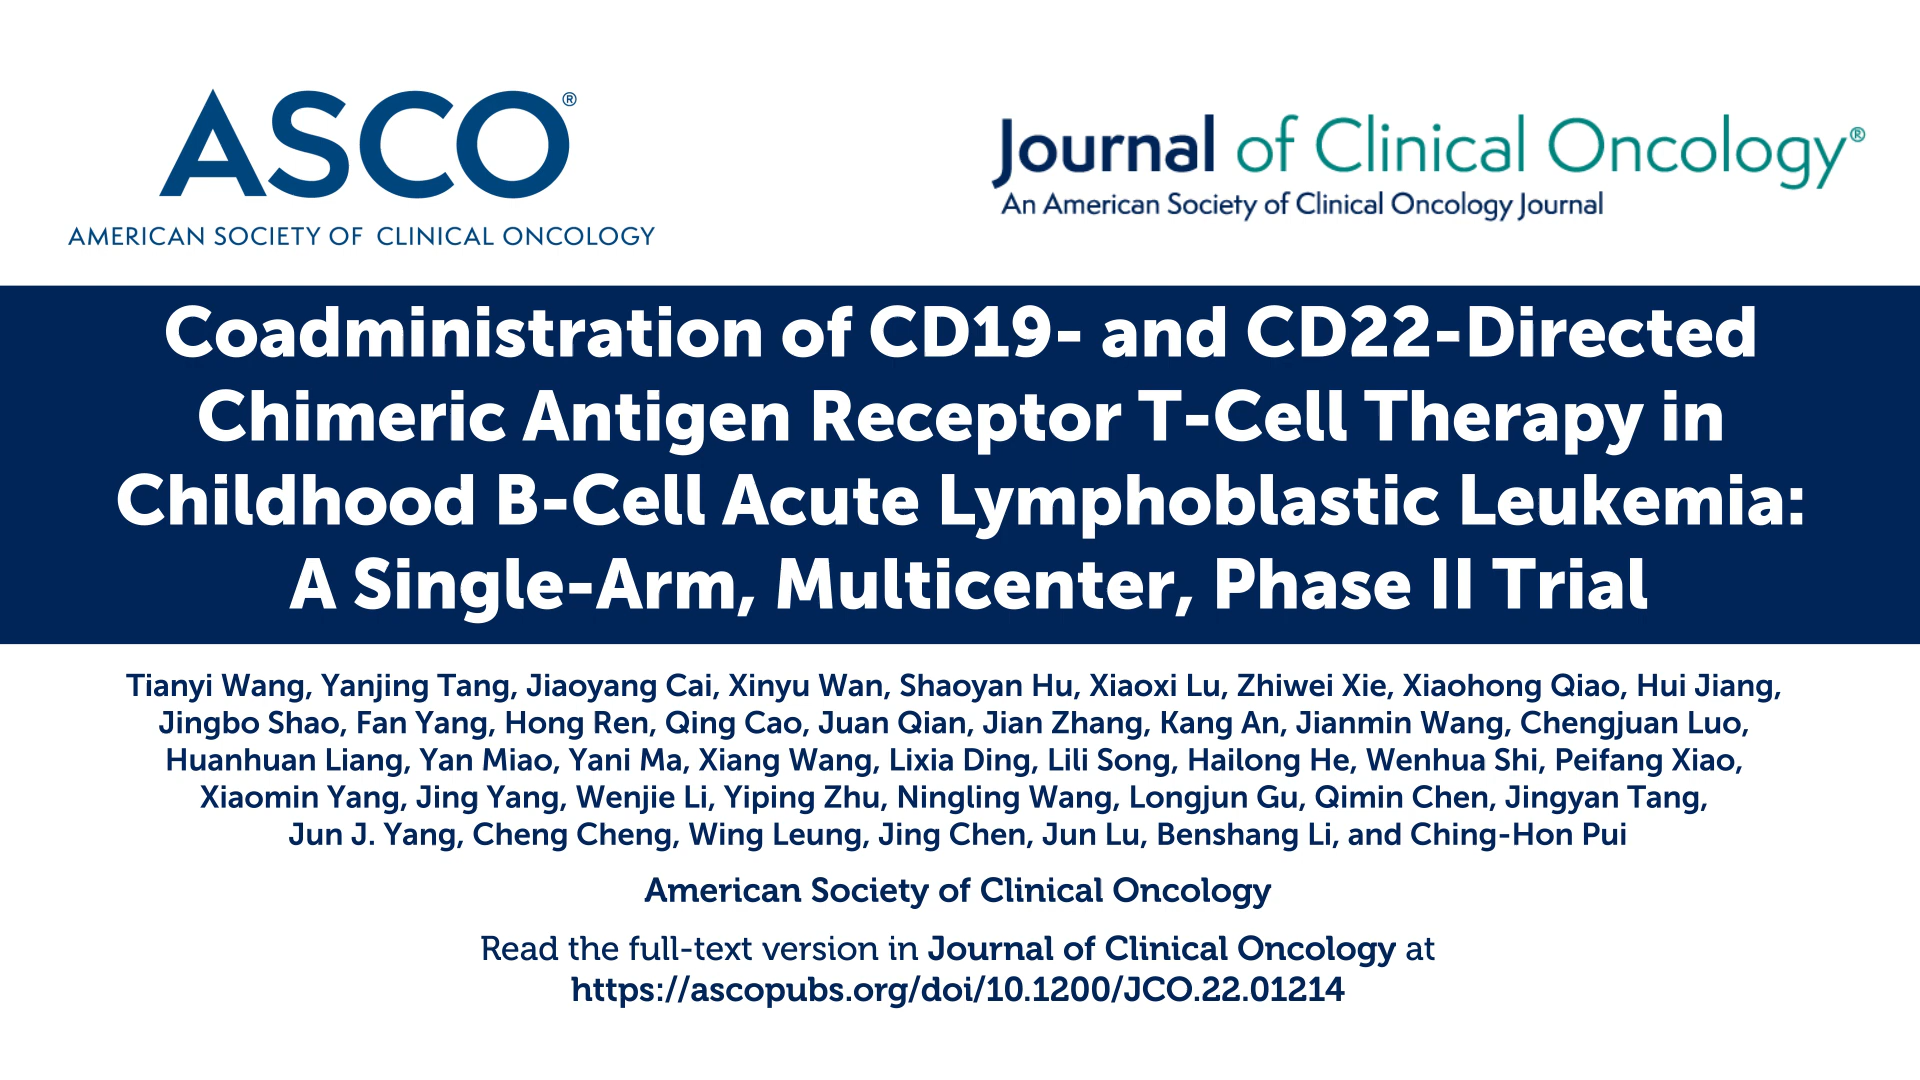 ASCO®
AMERICAN SOCIETY OF CLINICAL ONCOLOGY
Journal of Clinical Oncology®
An American Society of Clinical Oncology Journal
Coadministration of CD19- and CD22-Directed
Chimeric Antigen Receptor T-Cell Therapy in
Childhood B-Cell Acute Lymphoblastic Leukemia:
A Single-Arm, Multicenter, Phase II Trial
Tianyi Wang, Yanjing Tang, Jiaoyang Cai, Xinyu Wan, Shaoyan Hu, Xiaoxi Lu, Zhiwei Xie, Xiaohong Qiao, Hui Jiang,
Jingbo Shao, Fan Yang, Hong Ren, Qing Cao, Juan Qian, Jian Zhang, Kang An, Jianmin Wang, Chengjuan Luo,
Huanhuan Liang, Yan Miao, Yani Ma, Xiang Wang, Lixia Ding, Lili Song, Hailong He, Wenhua Shi, Peifang Xiao,
Xiaomin Yang, Jing Yang, Wenjie Li, Yiping Zhu, Ningling Wang, Longjun Gu, Qimin Chen, Jingyan Tang,
Jun J. Yang, Cheng Cheng, Wing Leung, Jing Chen, Jun Lu, Benshang Li, and Ching-Hon Pui
American Society of Clinical Oncology
Read the full-text version in Journal of Clinical Oncology at
https://ascopubs.org/doi/10.1200/JCO.22.01214